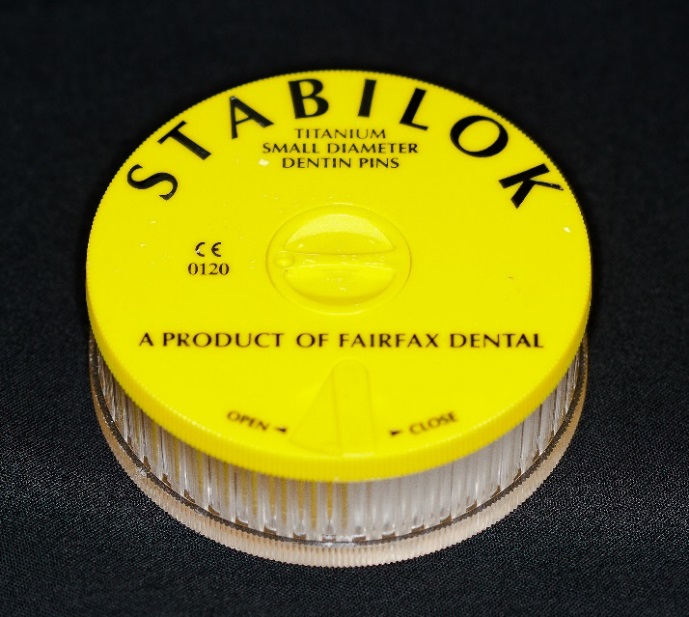 STABILOK
TITANIUM
SMALL DIAMETER
DENTIN PINS
CE
0120
A PRODUCT OF FAIRFAX DENTAL
OPEN ◄
► CLOSE